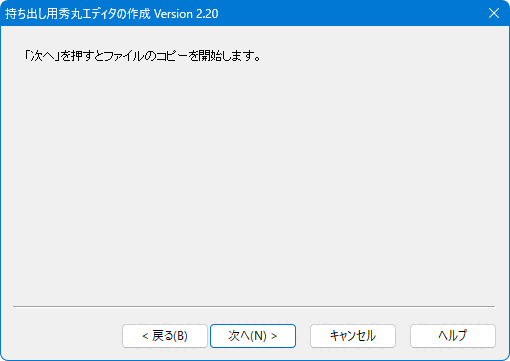 持ち出し用秀丸エディタの作成 Version 2.20
「次へ」を押すとファイルのコピーを開始します。
< 戻る(B)
次へ(N) >
キャンセル
ヘルプ